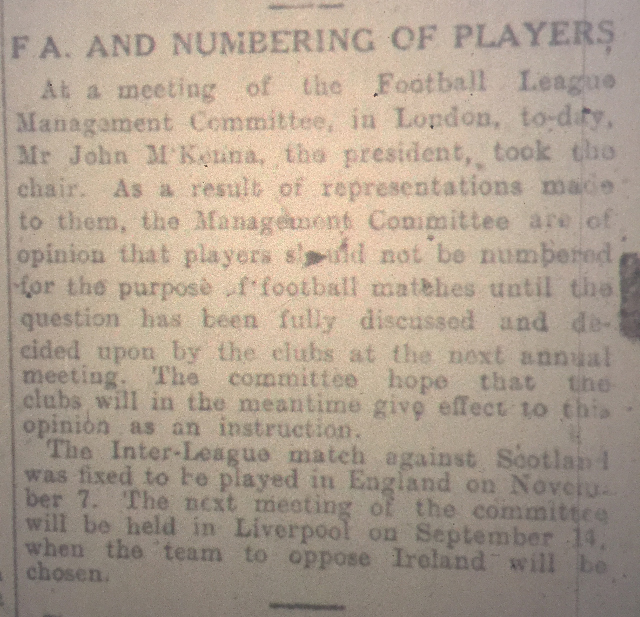 F A. AND NUMBERING OF PLAYERS
At a meeting of the Football League
Management Committee, in London, to-day,
Mr John M'Kenna, the president, took the
chair. As a result of representations made
to them, the Management Committee are of
opinion that players should not be numbered
for the purpose of football matches until the
question has been fully discussed and de-
cided upon by the clubs at the next annual
meeting. The committee hope that the
clubs will in the meantime give effect to this
opinion as an instruction.
The Inter-League match against Scotland
was fixed to be played in England on Novem-
ber 7. The next meeting of the committee
will be held in Liverpool on September 14,
when the team to oppose Ireland will be
chosen.